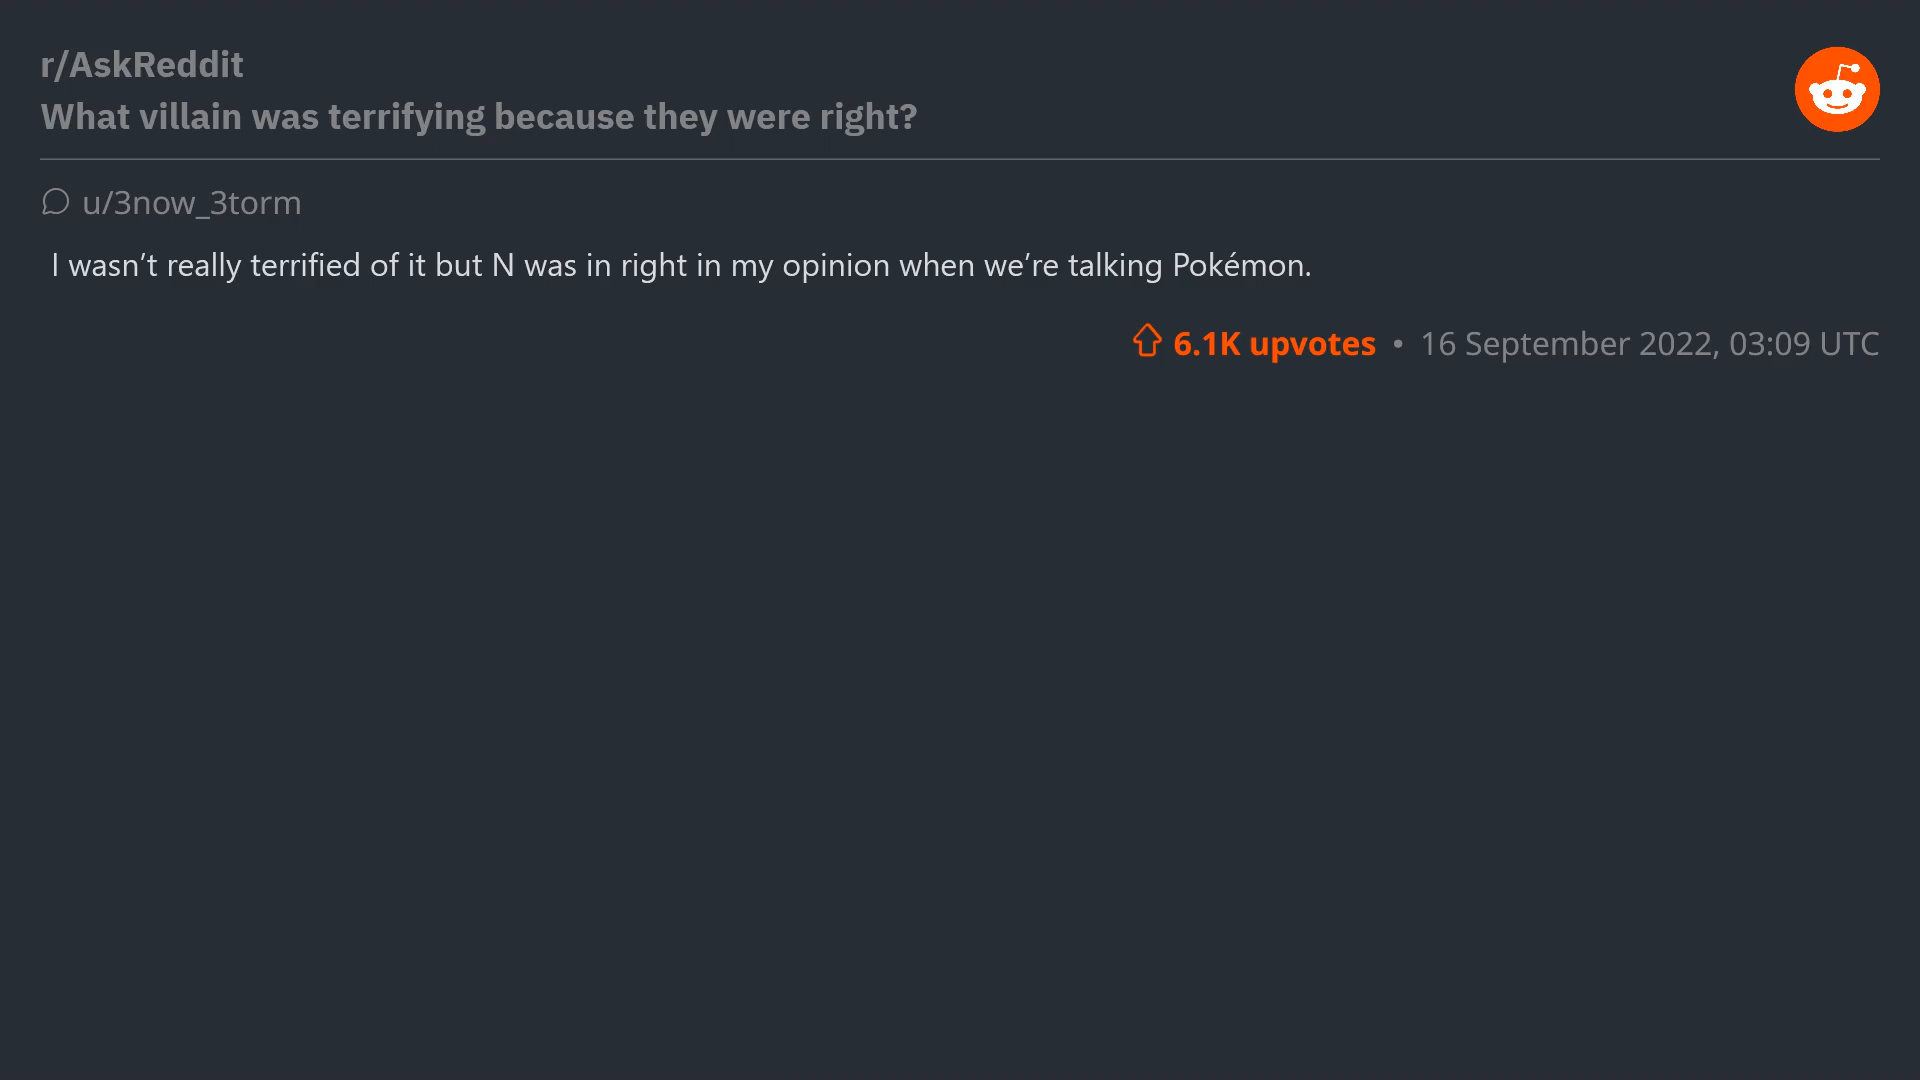 r/AskReddit
What villain was terrifying because they were right?
u/3now_3torm
I wasn’t really terrified of it but N was in right in my opinion when we’re talking Pokémon.
6.1K upvotes • 16 September 2022, 03:09 UTC